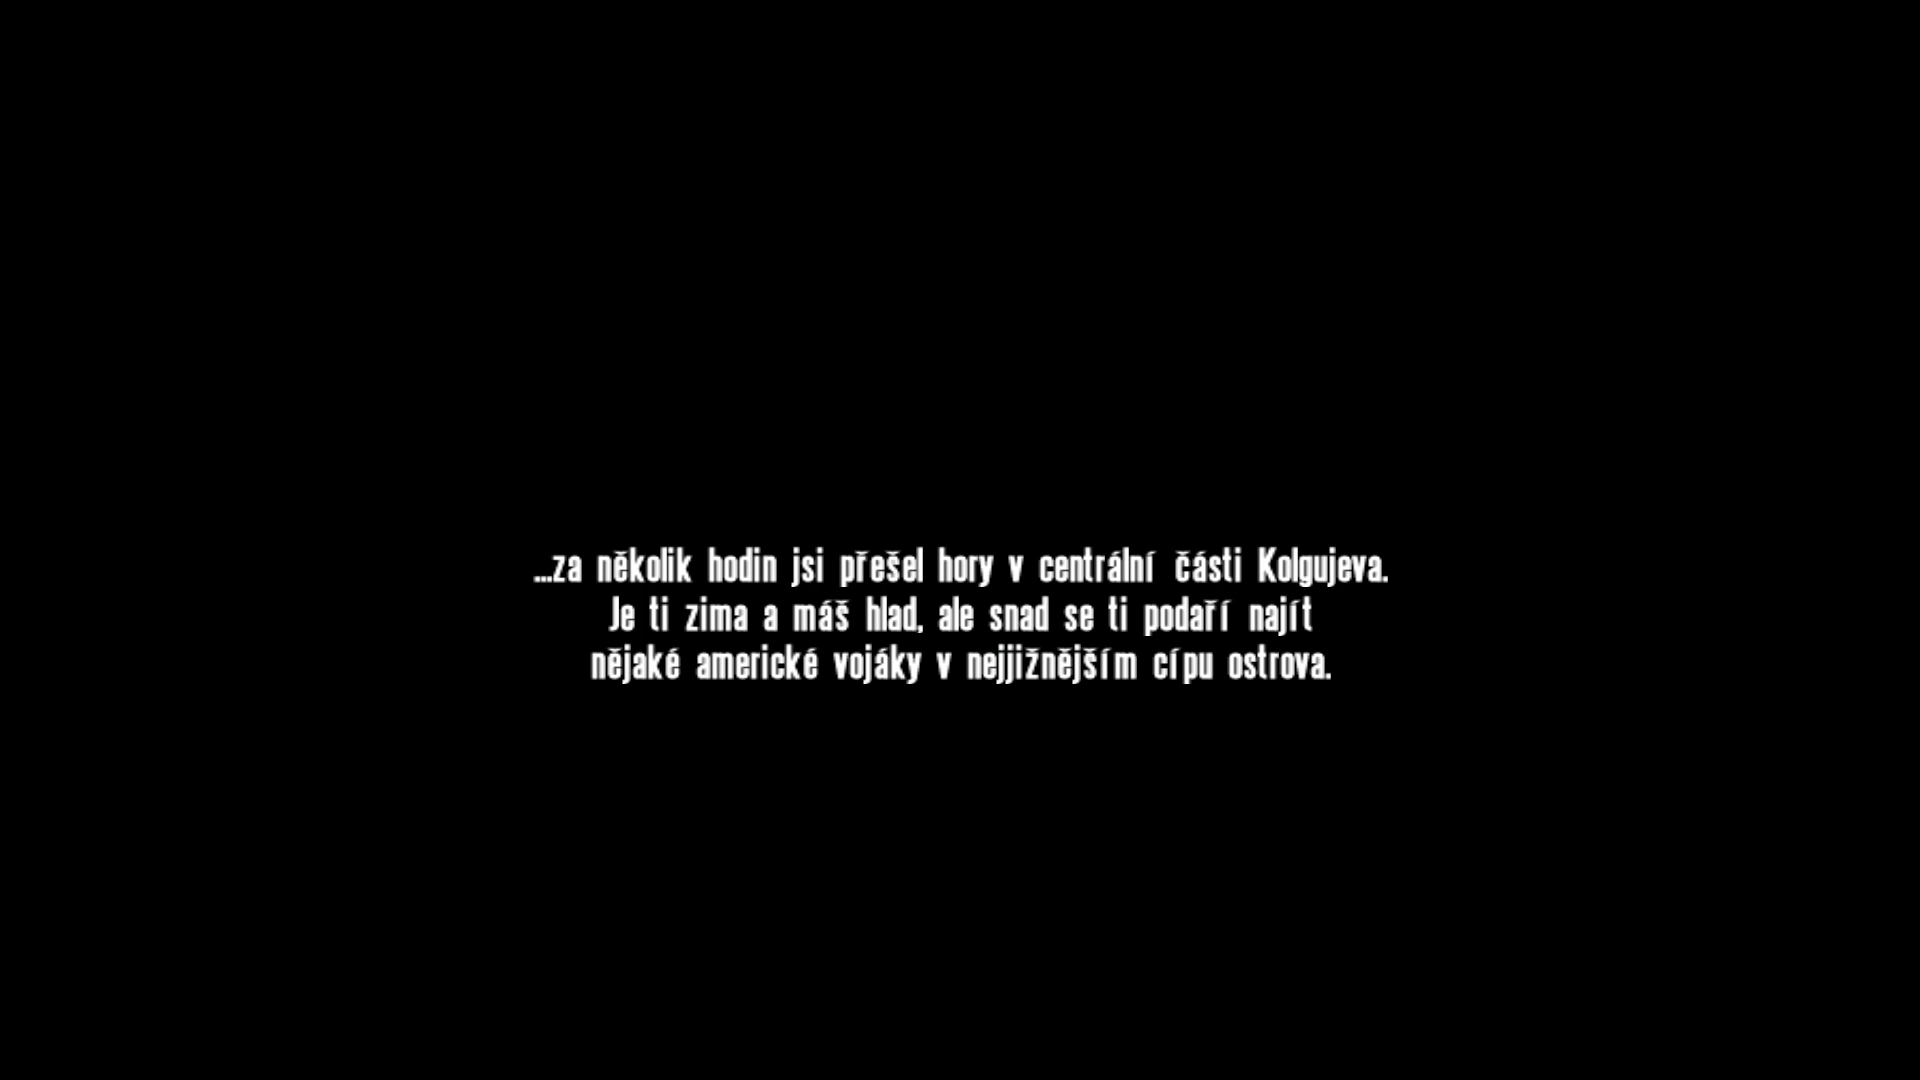 ...za několik hodin jsi přešel hory v centrální části Kolgujeva.
Je ti zima a máš hlad, ale snad se ti podaří najít
nějaké americké vojáky v nejjižnějším cípu ostrova.